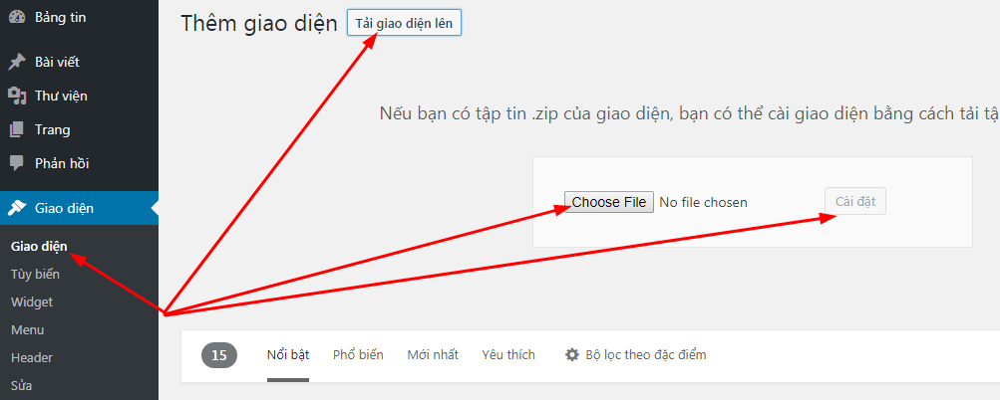 Bảng tin
Bài viết
Thư viện
Trang
Phản hồi
Giao diện
Giao diện
Tùy biến
Widget
Menu
Header
Sửa
Thêm giao diện
Tải giao diện lên
Nếu bạn có tập tin .zip của giao diện, bạn có thể cài giao diện bằng cách tải tậ
Choose File No file chosen
Cài đặt
15
Nổi bật
Phổ biến
Mới nhất
Yêu thích
Bộ lọc theo đặc điểm